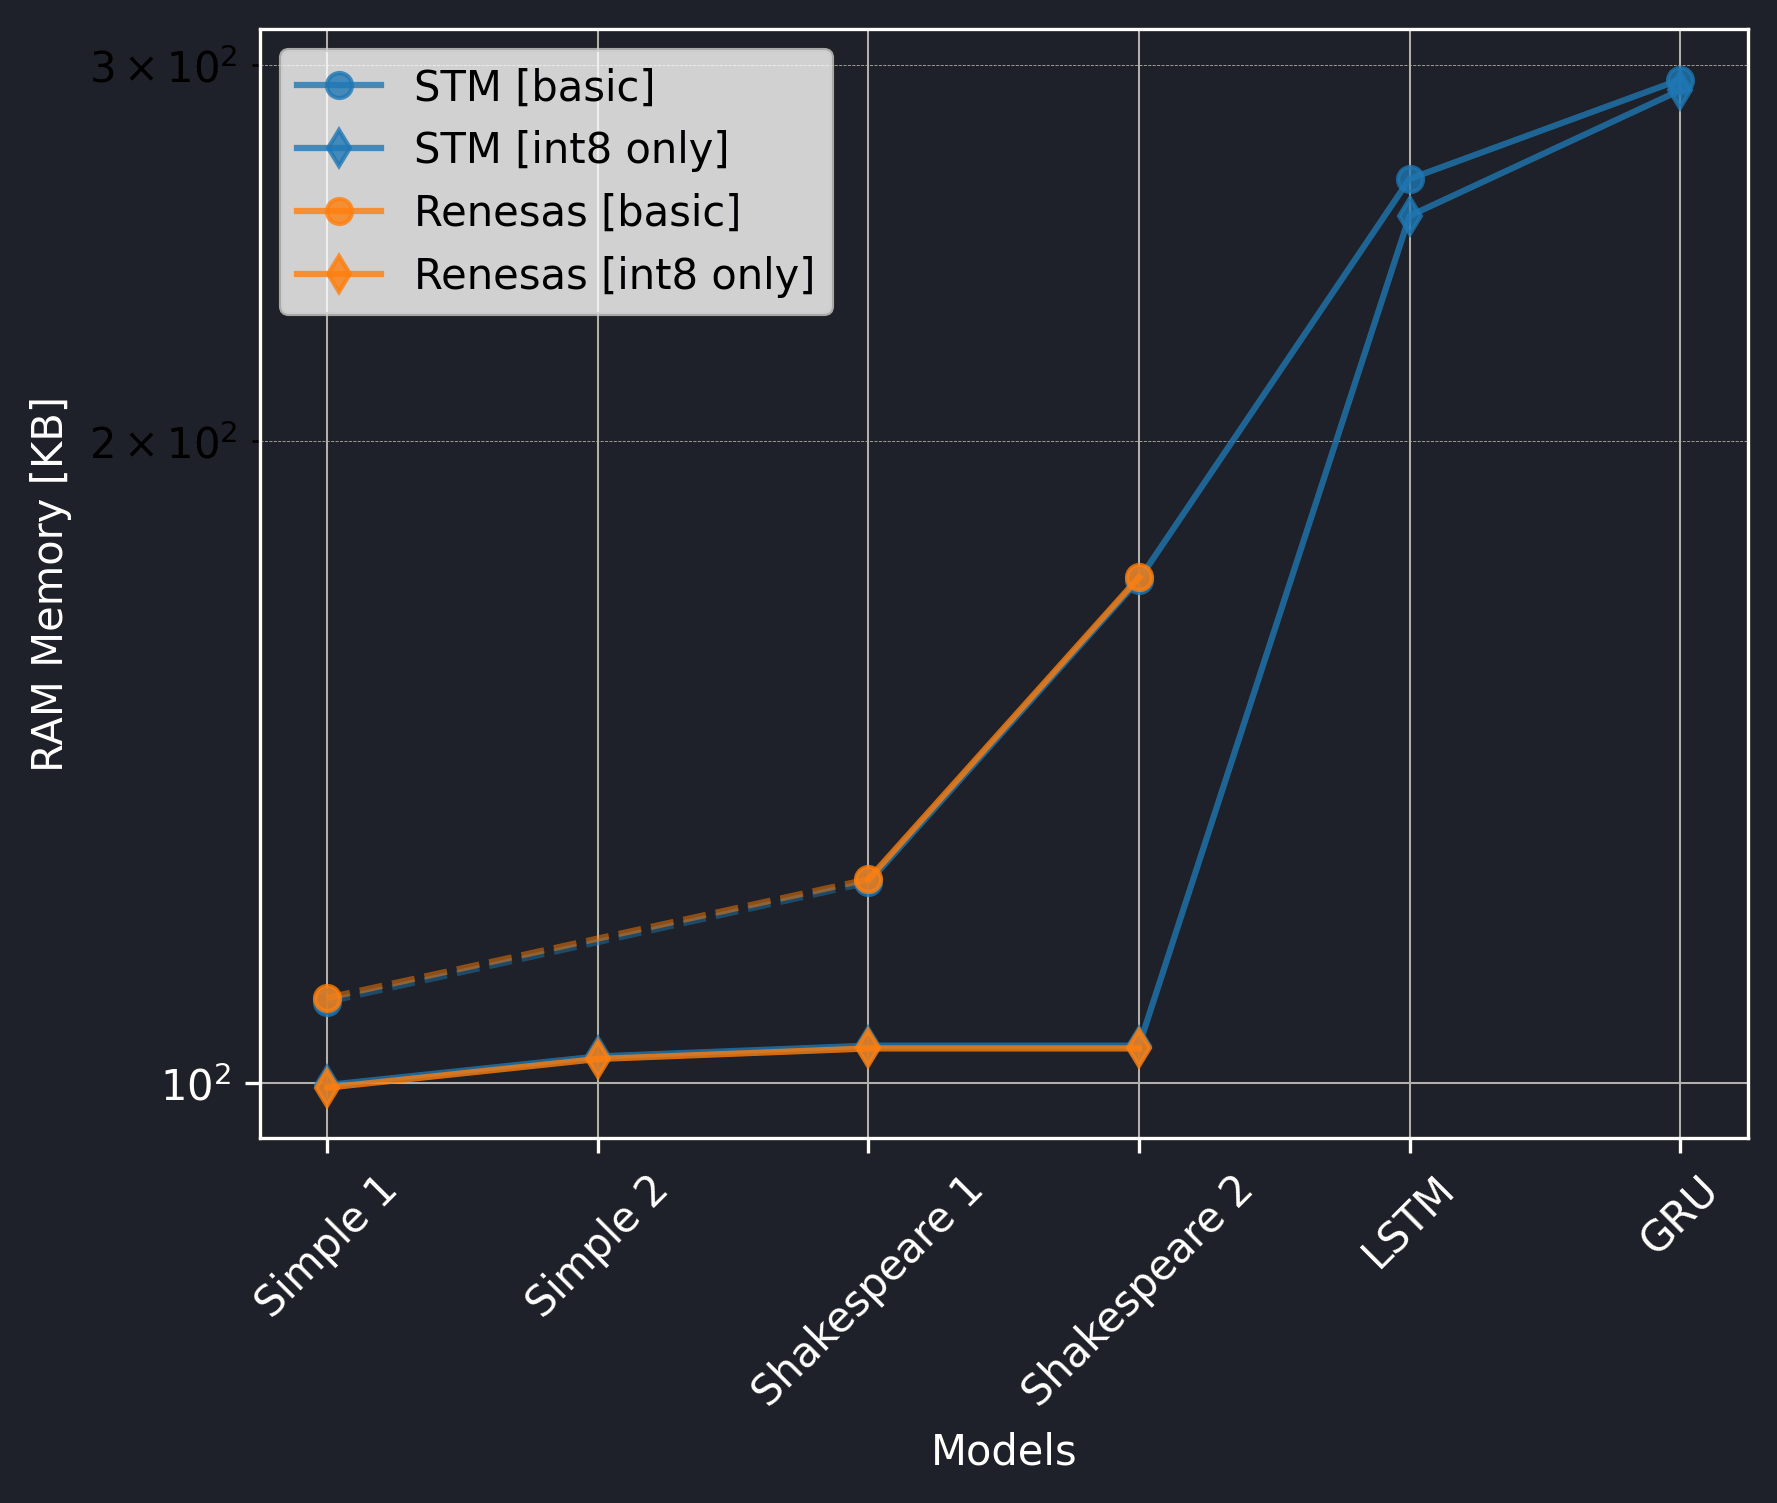 3 × 10²
2 × 10²
10²
RAM Memory [KB]
STM [basic]
STM [int8 only]
Renesas [basic]
Renesas [int8 only]
Simple 1
Simple 2
Shakespeare 1
Shakespeare 2
LSTM
GRU
Models